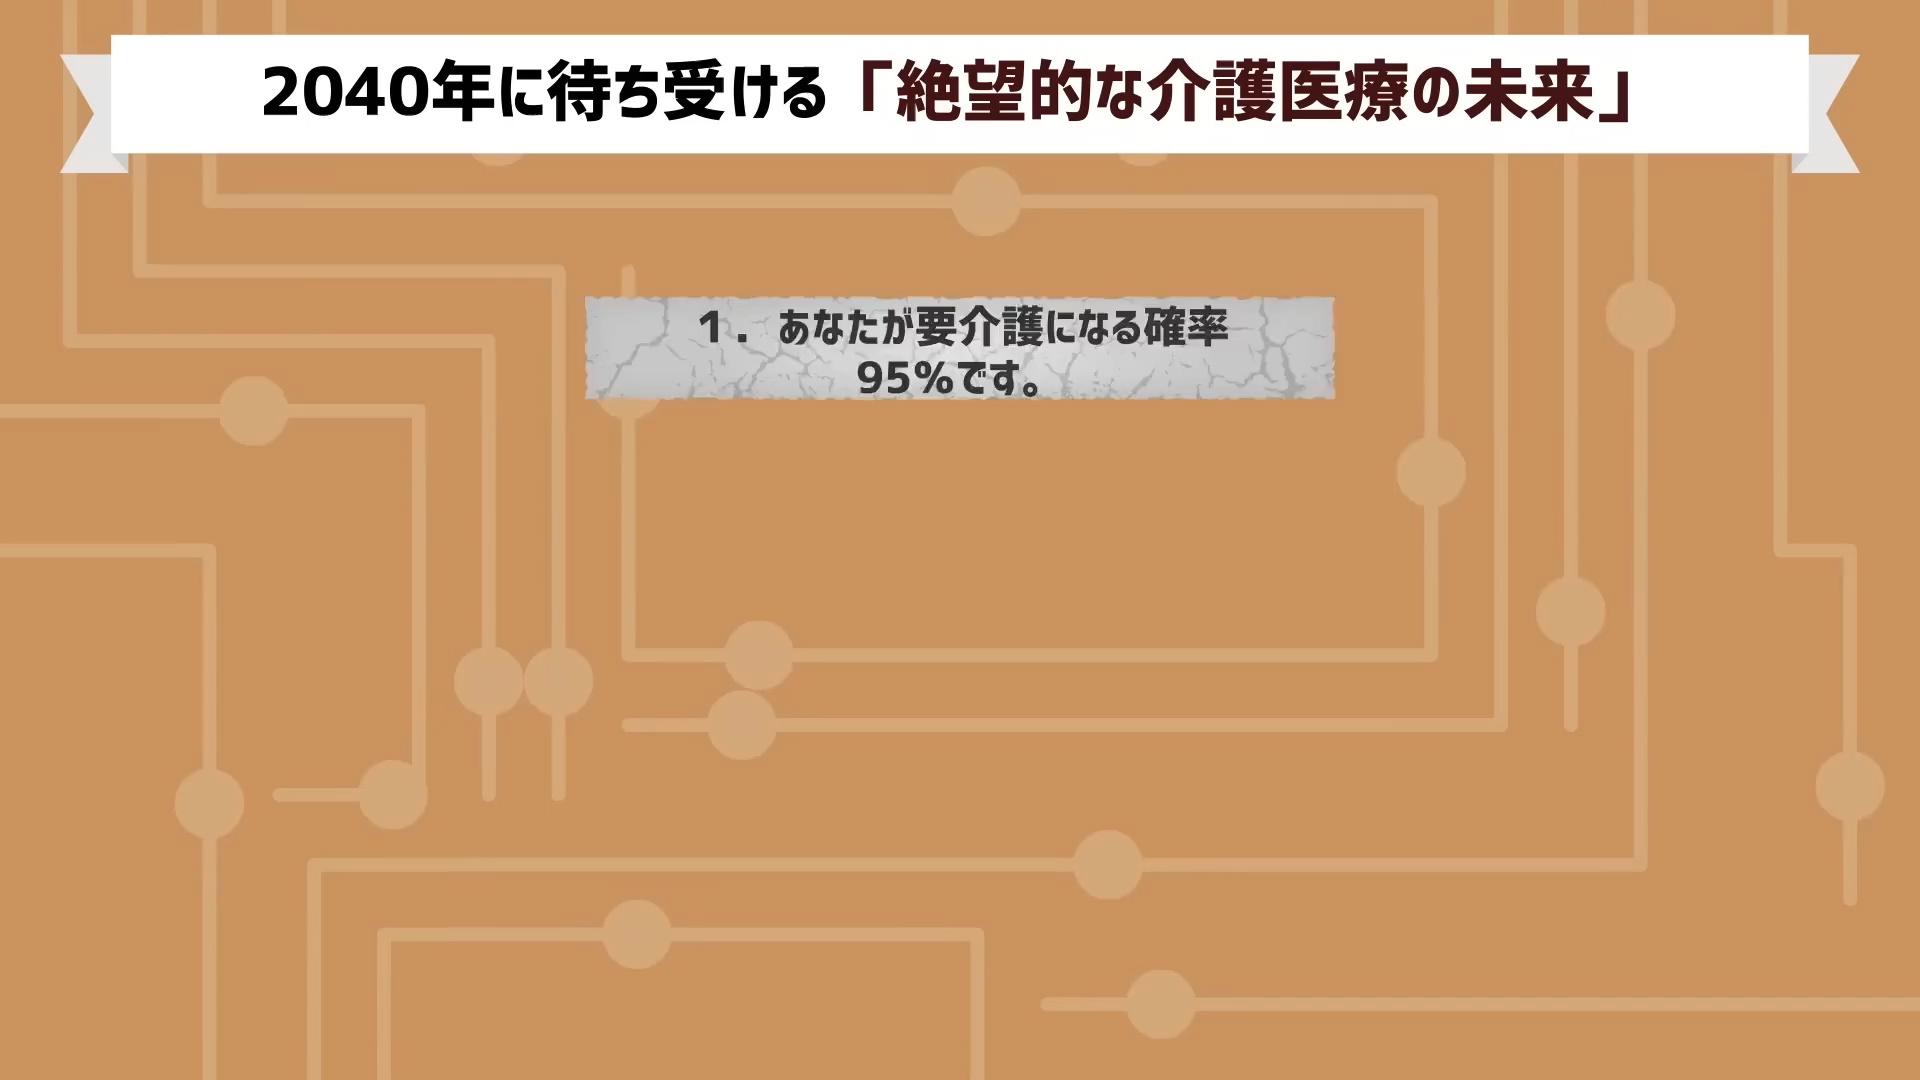 2040年に待ち受ける「絶望的な介護医療の未来」
１．あなたが要介護になる確率
95%です。